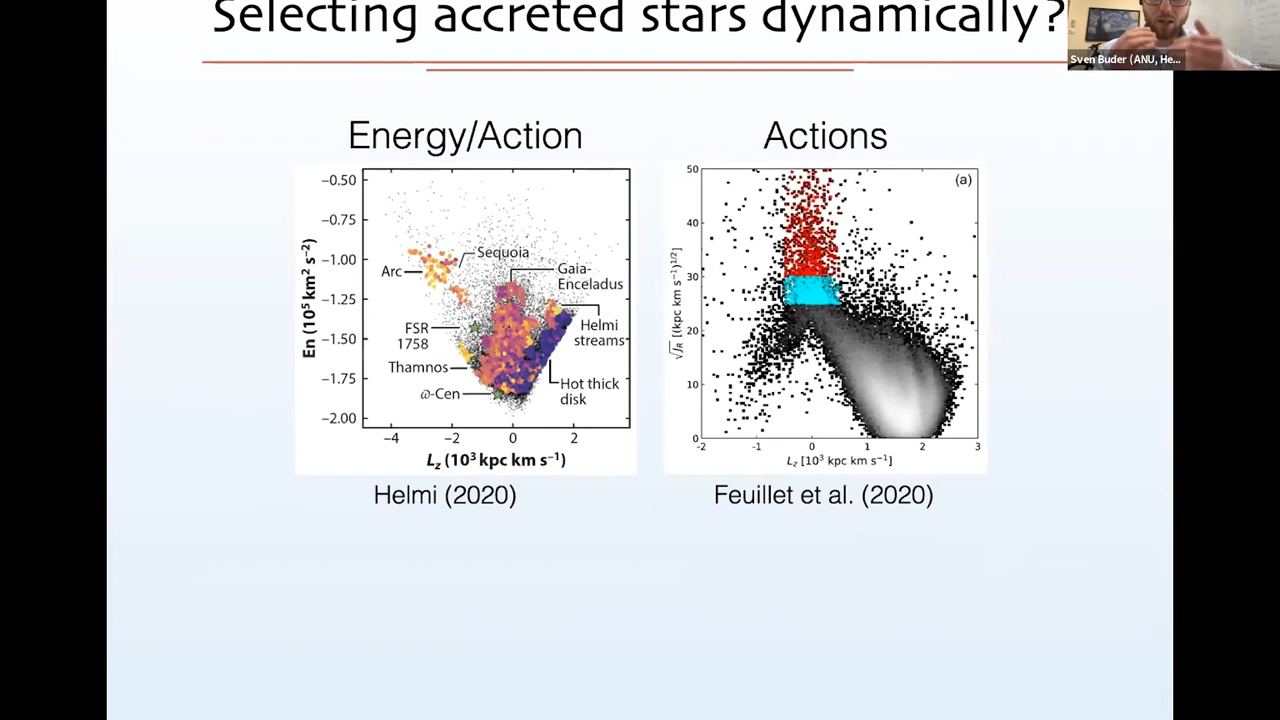 Selecting accreted stars dynamically?
Sven Buder (ANU, He...
Energy/Action
Actions
−0.50
−0.75
−1.00
−1.25
−1.50
−1.75
−2.00
En (10⁵ km² s⁻²)
Arc
Sequoia
Gaia-
Enceladus
FSR
1758
Helmi
streams
Thamnos
ω-Cen
Hot thick
disk
−4
−2
0
2
L_z (10³ kpc km s⁻¹)
Helmi (2020)
(a)
50
40
30
20
10
0
√J_R [(kpc km s⁻¹)^1/2]
-2
-1
0
1
2
3
L_z [10³ kpc km s⁻¹]
Feuillet et al. (2020)